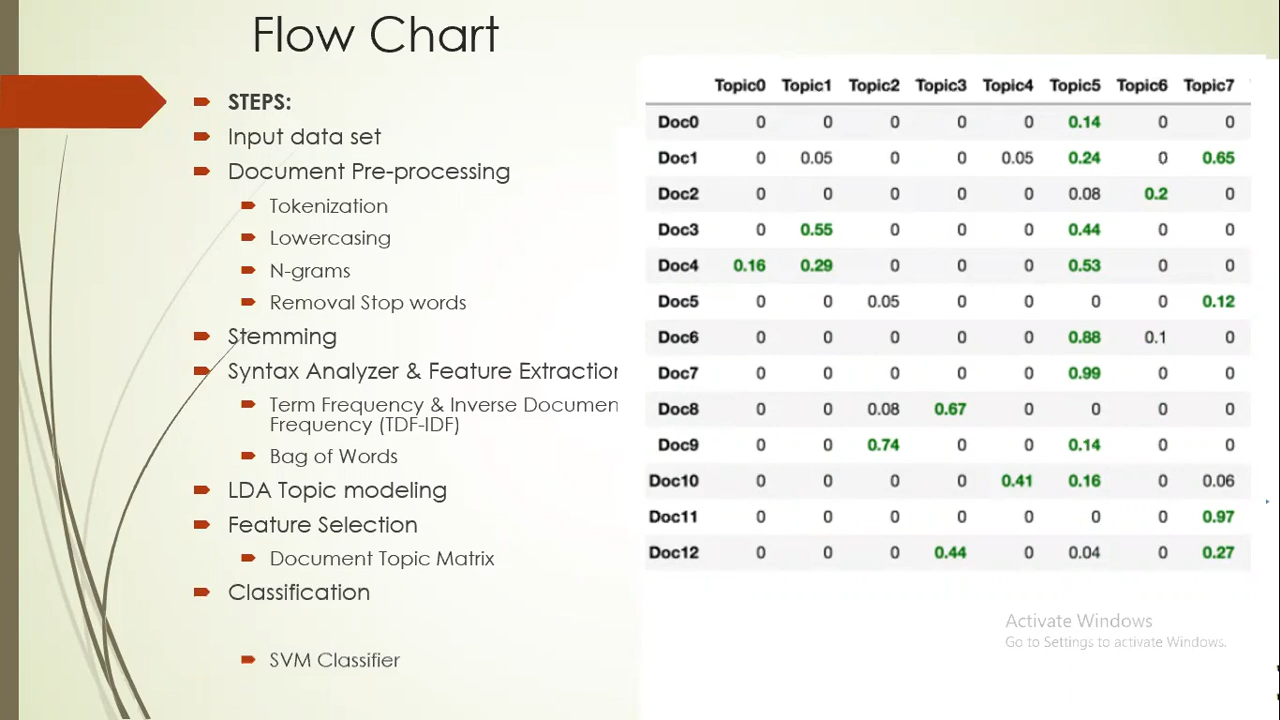 Flow Chart
STEPS:
Input data set
Document Pre-processing
Tokenization
Lowercasing
N-grams
Removal Stop words
Stemming
Syntax Analyzer & Feature Extraction
Term Frequency & Inverse Documen
Frequency (TDF-IDF)
Bag of Words
LDA Topic modeling
Feature Selection
Document Topic Matrix
Classification
SVM Classifier
Topic0 Topic1 Topic2 Topic3 Topic4 Topic5 Topic6 Topic7
Doc0 0 0 0 0 0 0.14 0 0
Doc1 0 0.05 0 0 0.05 0.24 0 0.65
Doc2 0 0 0 0 0 0.08 0.2 0
Doc3 0 0.55 0 0 0 0.44 0 0
Doc4 0.16 0.29 0 0 0 0.53 0 0
Doc5 0 0 0.05 0 0 0 0 0.12
Doc6 0 0 0 0 0 0.88 0.1 0
Doc7 0 0 0 0 0 0.99 0 0
Doc8 0 0 0.08 0.67 0 0 0 0
Doc9 0 0 0.74 0 0 0.14 0 0
Doc10 0 0 0 0 0.41 0.16 0 0.06
Doc11 0 0 0 0 0 0 0 0.97
Doc12 0 0 0 0.44 0 0.04 0 0.27
Activate Windows
Go to Settings to activate Windows.